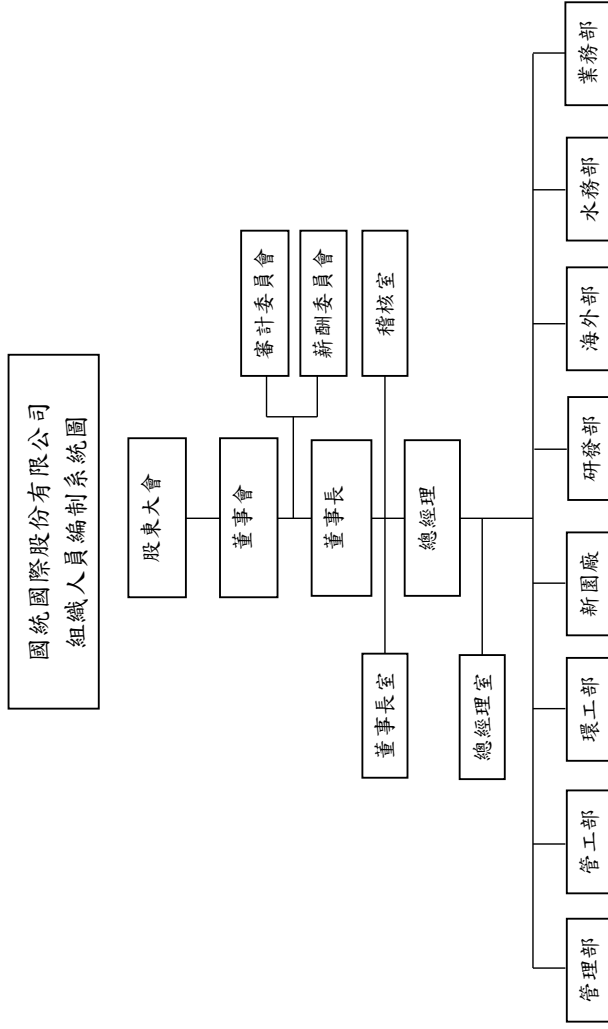 國統國際股份有限公司
組織人員編制系統圖
股東大會
董事會
審計委員會
薪酬委員會
董事長
稽核室
董事長室
總經理
總經理室
管理部
管工部
環工部
新園廠
研發部
海外部
水務部
業務部